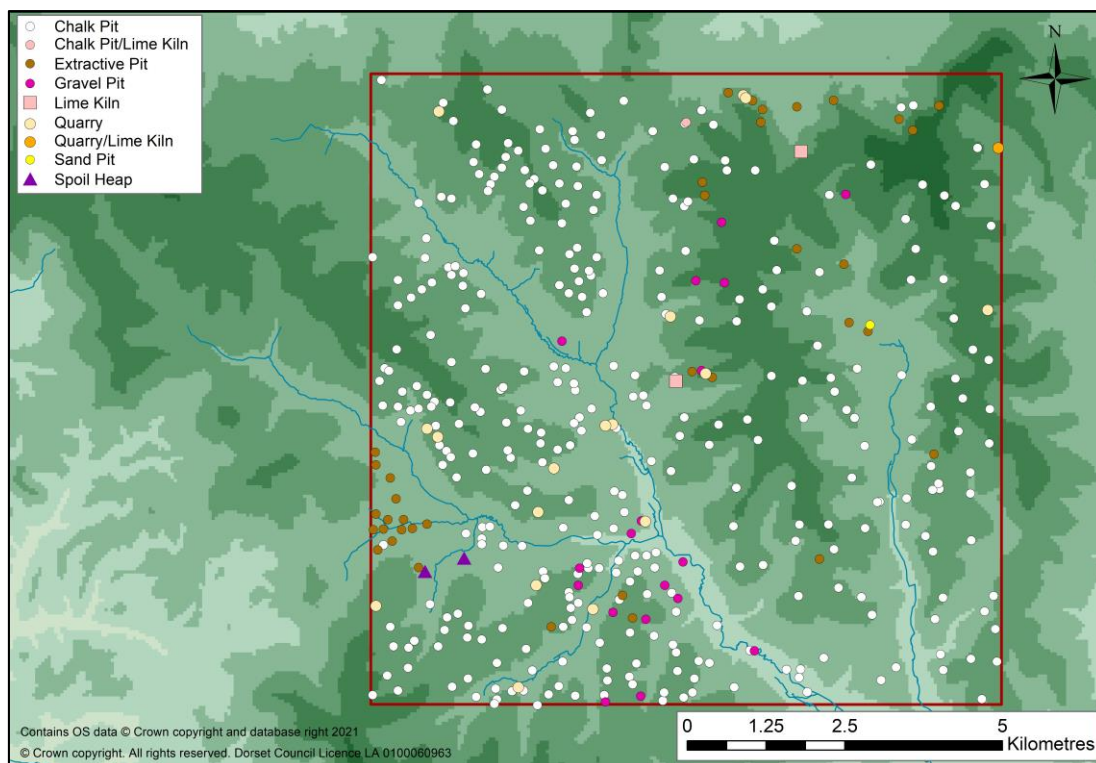 Chalk Pit
Chalk Pit/Lime Kiln
Extractive Pit
Gravel Pit
Lime Kiln
Quarry
Quarry/Lime Kiln
Sand Pit
Spoil Heap
N
Contains OS data © Crown copyright and database right 2021
© Crown copyright. All rights reserved. Dorset Council Licence LA 0100060963
0 1.25 2.5 5
Kilometres